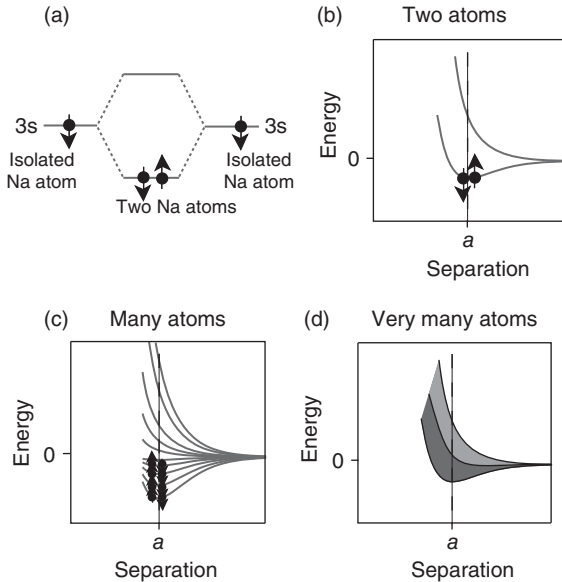 (a)
3s
3s
Isolated
Na atom
Isolated
Na atom
Two Na atoms
(b) Two atoms
Energy
0
a
Separation
(c) Many atoms
Energy
0
a
Separation
(d) Very many atoms
Energy
0
a
Separation